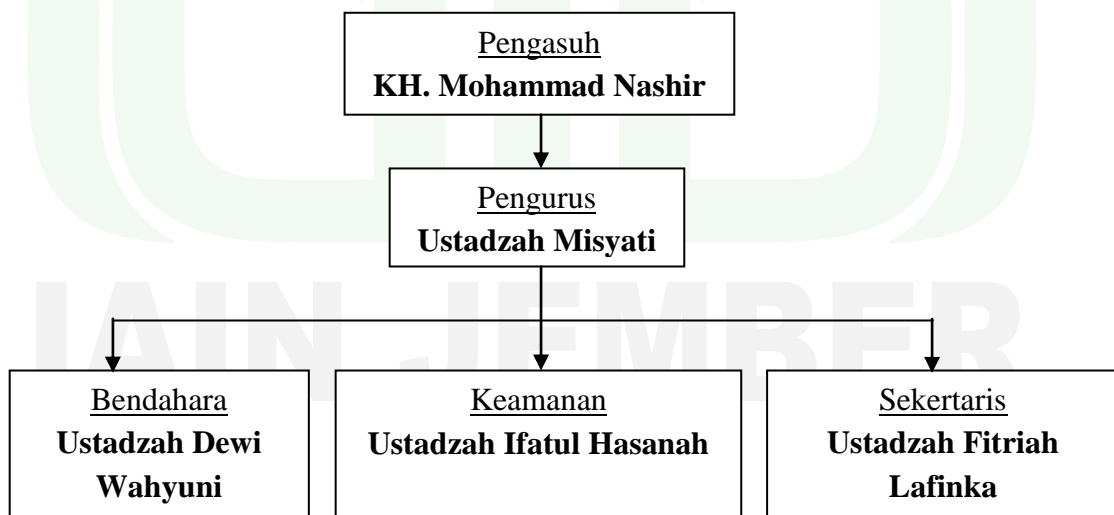 Pengasuh
KH. Mohammad Nashir
Pengurus
Ustadzah Misyati
IAIN JEMBER
Bendahara
Ustadzah Dewi
Wahyuni
Keamanan
Ustadzah Ifatul Hasanah
Sekertaris
Ustadzah Fitriah
Lafinka